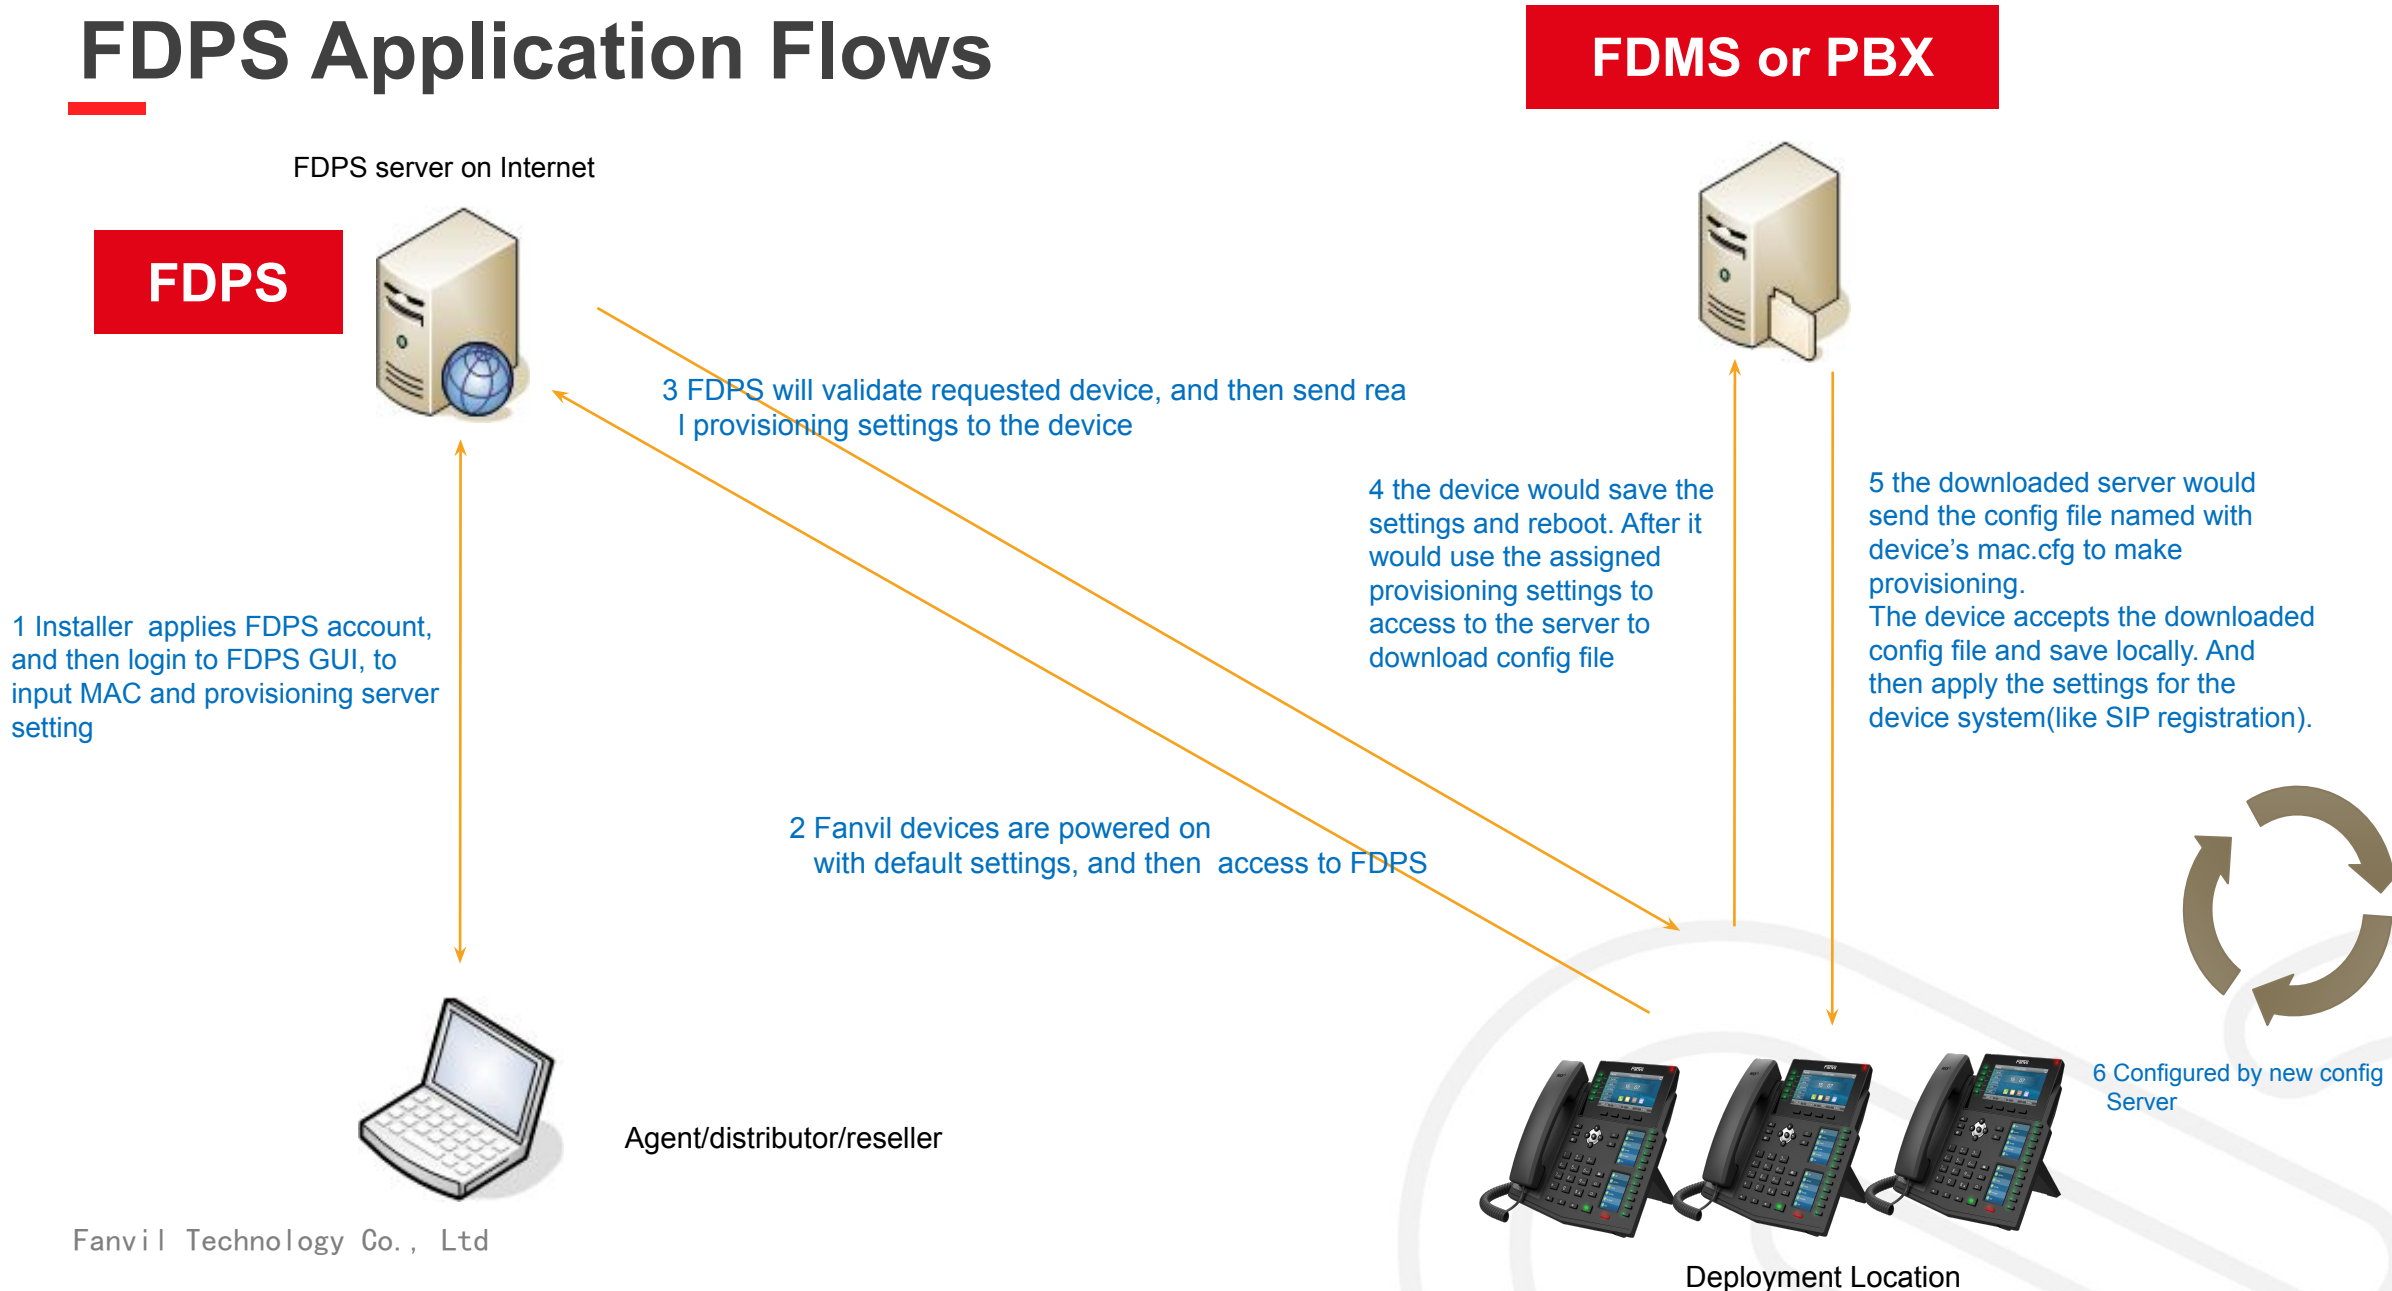 FDPS Application Flows
FDMS or PBX
FDPS server on Internet
FDPS
3 FDPS will validate requested device, and then send rea
l provisioning settings to the device
4 the device would save the
settings and reboot. After it
would use the assigned
provisioning settings to
access to the server to
download config file
5 the downloaded server would
send the config file named with
device’s mac.cfg to make
provisioning.
The device accepts the downloaded
config file and save locally. And
then apply the settings for the
device system(like SIP registration).
1 Installer  applies FDPS account,
and then login to FDPS GUI, to
input MAC and provisioning server
setting
2 Fanvil devices are powered on
with default settings, and then  access to FDPS
6 Configured by new config
Server
Agent/distributor/reseller
Fanvil Technology Co., Ltd
Deployment Location